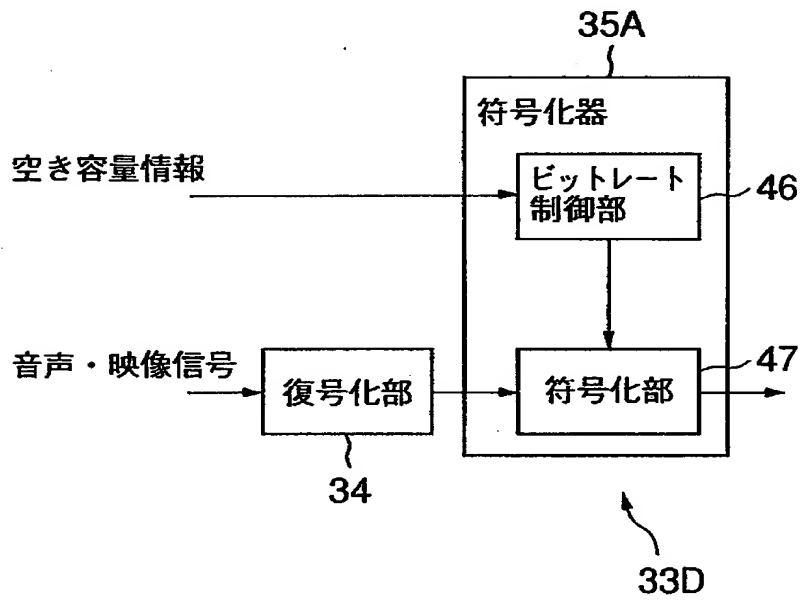 35A
符号化器
空き容量情報
ビットレート
制御部
46
音声・映像信号
復号化部
符号化部
47
34
33D